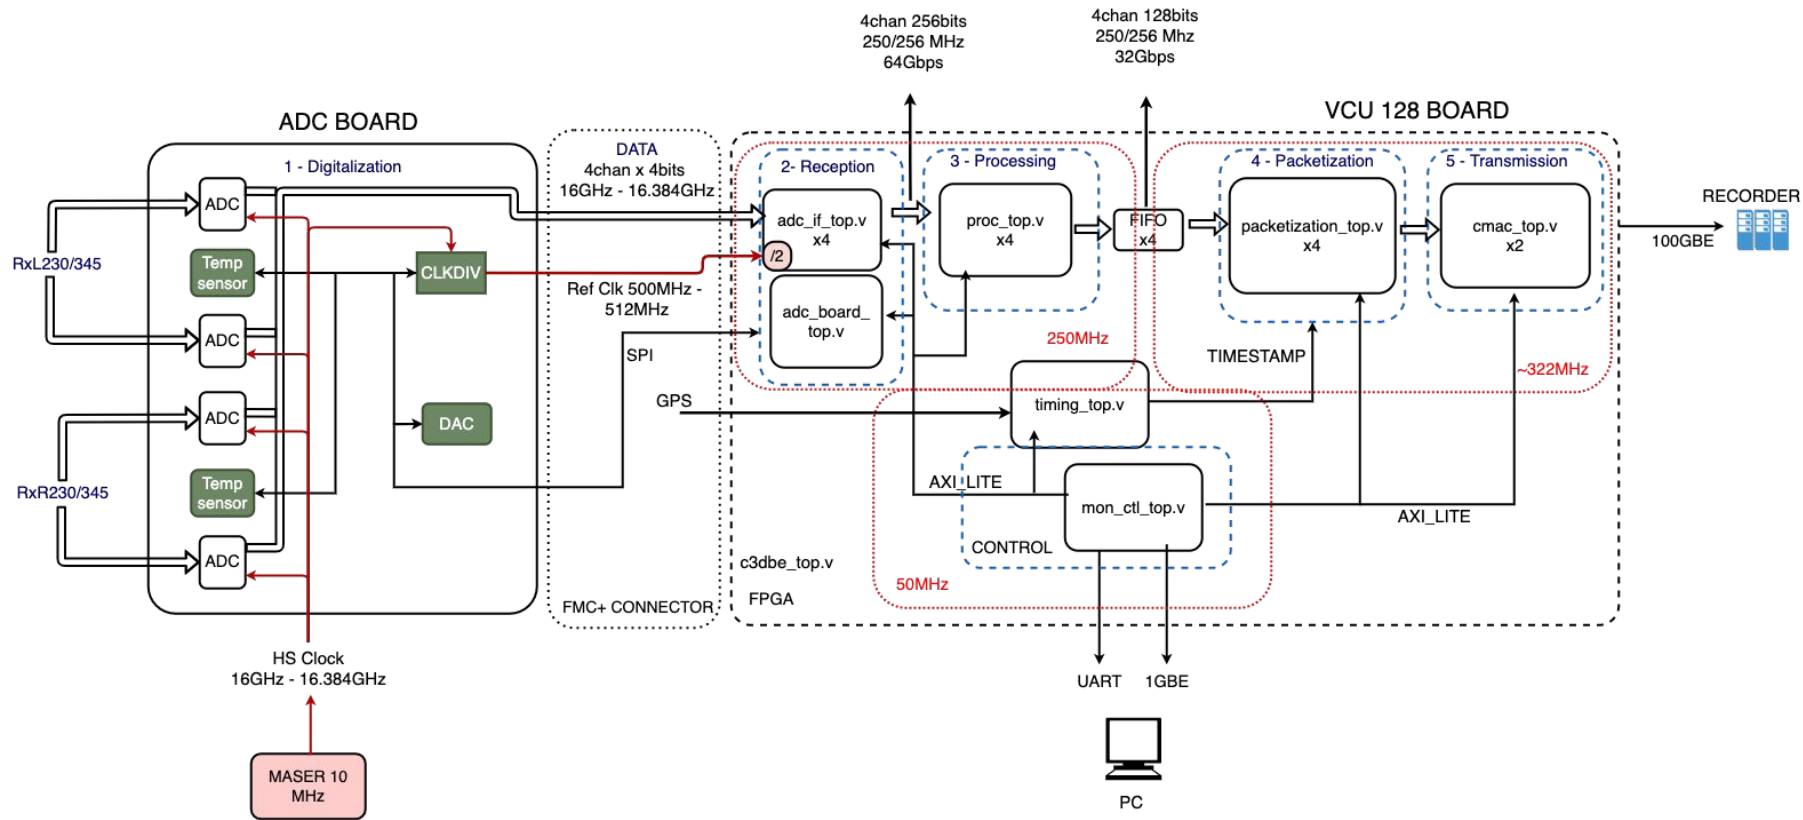 4chan 256bits
250/256 MHz
64Gbps
4chan 128bits
250/256 Mhz
32Gbps
ADC BOARD
VCU 128 BOARD
1 - Digitalization
DATA
4chan x 4bits
16GHz - 16.384GHz
2- Reception
3 - Processing
4 - Packetization
5 - Transmission
RECORDER
ADC
adc_if_top.v
x4
/2
proc_top.v
x4
FIFO
x4
packetization_top.v
x4
cmac_top.v
x2
100GBE
RxL230/345
Temp
sensor
CLKDIV
Ref Clk 500MHz -
512MHz
adc_board_
top.v
ADC
SPI
250MHz
TIMESTAMP
~322MHz
GPS
timing_top.v
ADC
DAC
RxR230/345
Temp
sensor
AXI_LITE
mon_ctl_top.v
AXI_LITE
CONTROL
ADC
c3dbe_top.v
50MHz
FPGA
FMC+ CONNECTOR
HS Clock
16GHz - 16.384GHz
UART
1GBE
MASER 10
MHz
PC